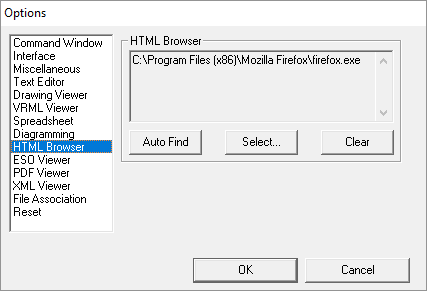 Options
Command Window
Interface
Miscellaneous
Text Editor
Drawing Viewer
VRML Viewer
Spreadsheet
Diagramming
HTML Browser
ESO Viewer
PDF Viewer
XML Viewer
File Association
Reset
HTML Browser
C:\Program Files (x86)\Mozilla Firefox\firefox.exe
Auto Find
Select...
Clear
OK
Cancel